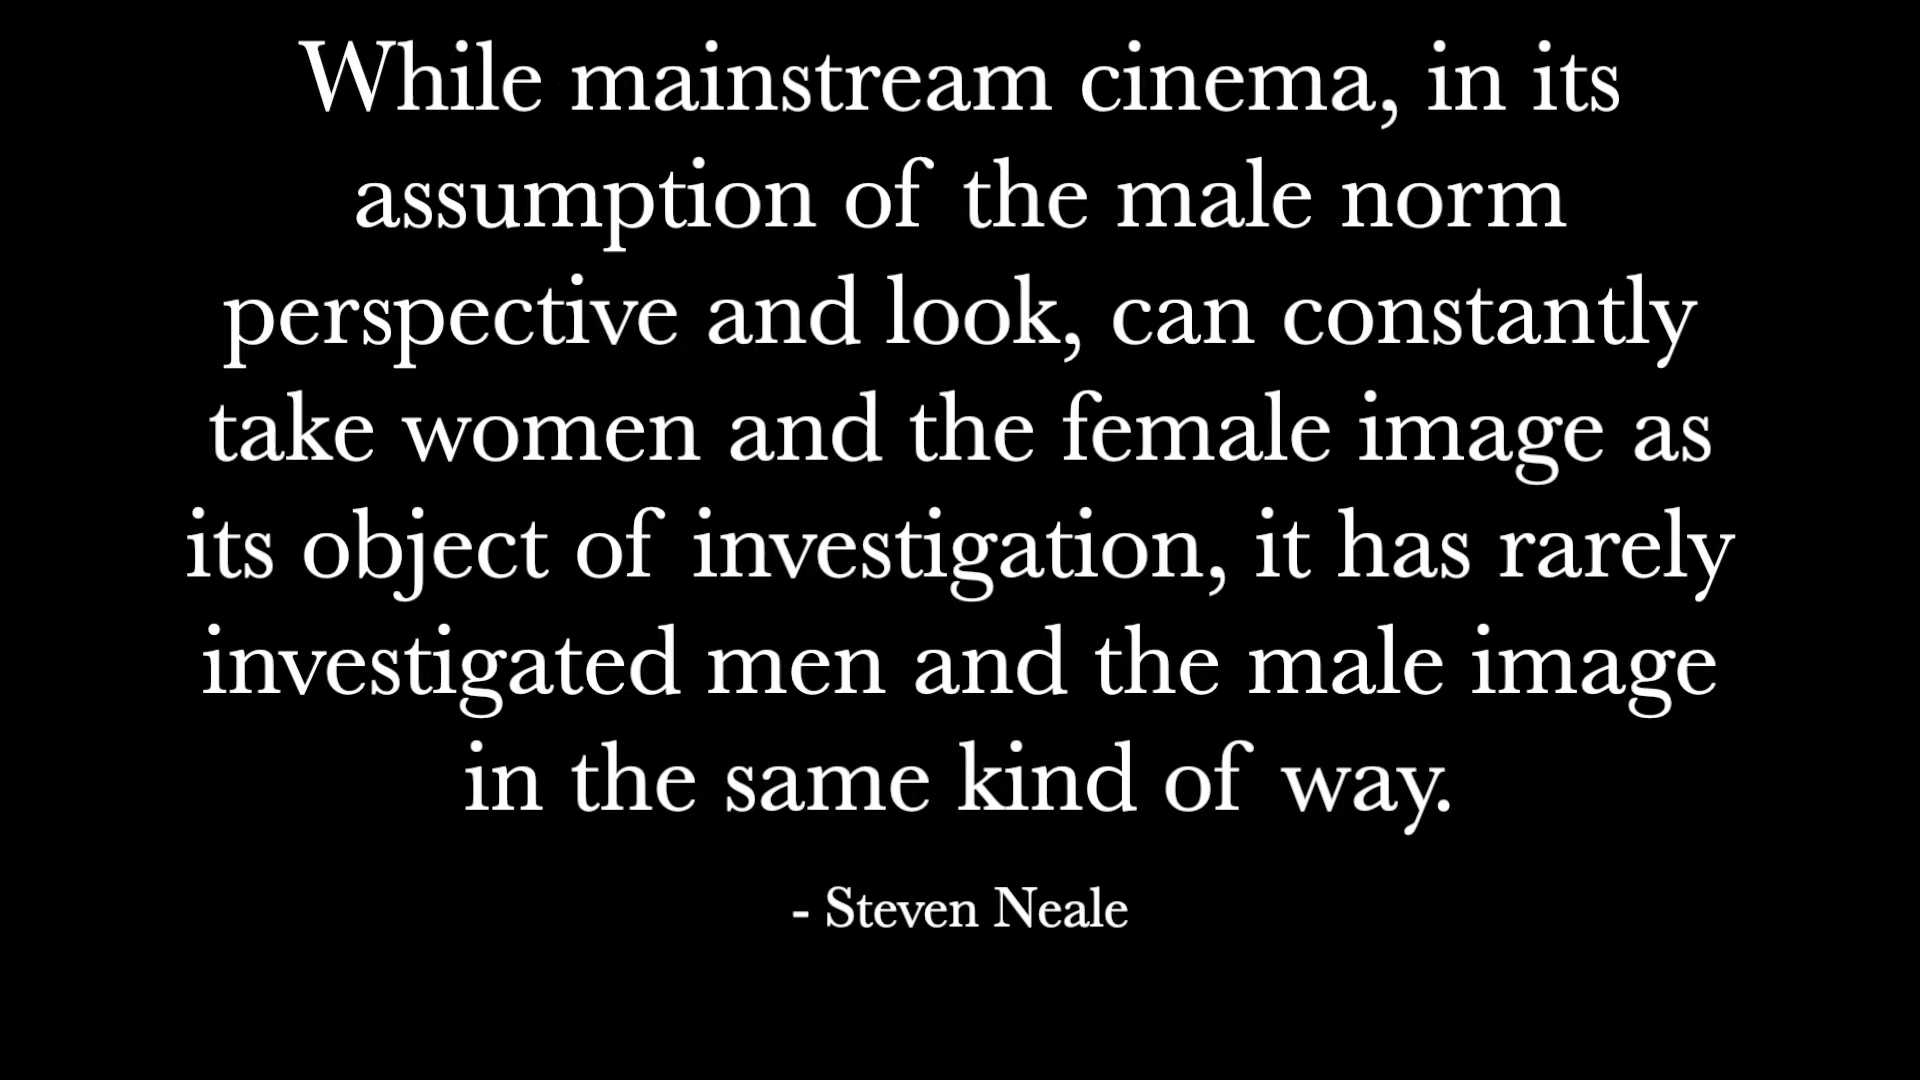 While mainstream cinema, in its
assumption of the male norm
perspective and look, can constantly
take women and the female image as
its object of investigation, it has rarely
investigated men and the male image
in the same kind of way.
- Steven Neale